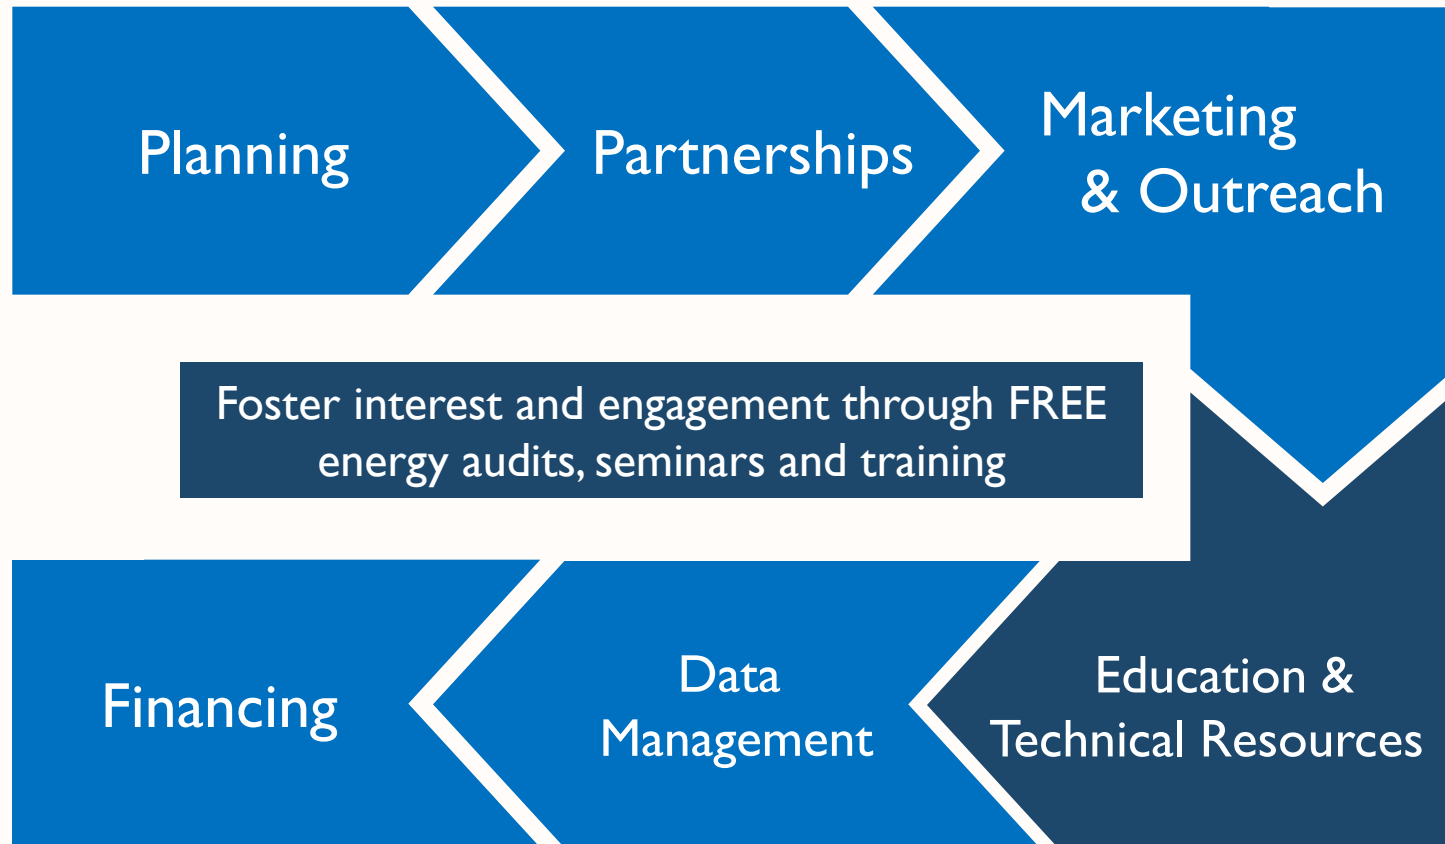 Planning
Partnerships
Marketing
& Outreach
Foster interest and engagement through FREE
energy audits, seminars and training
Financing
Data
Management
Education &
Technical Resources